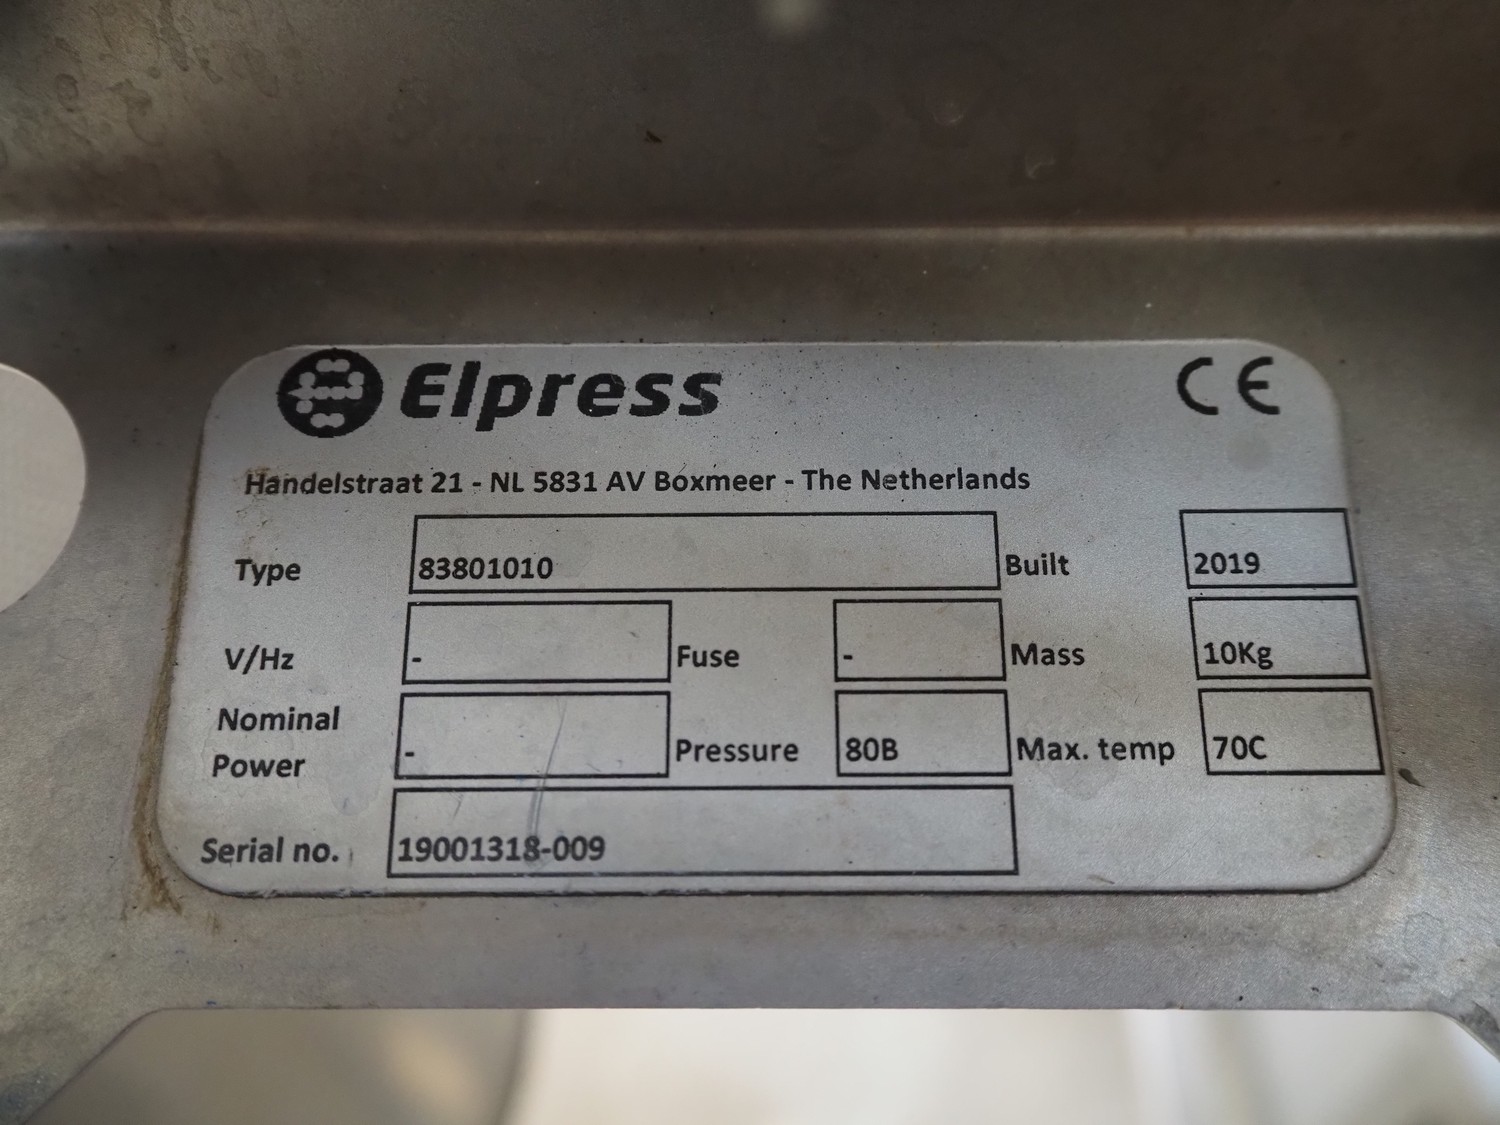 Elpress CE
Handelstraat 21 - NL 5831 AV Boxmeer - The Netherlands
Type 83801010 Built 2019
V/Hz - Fuse - Mass 10Kg
Nominal
Power - Pressure 80B Max. temp 70C
Serial no. 19001318-009